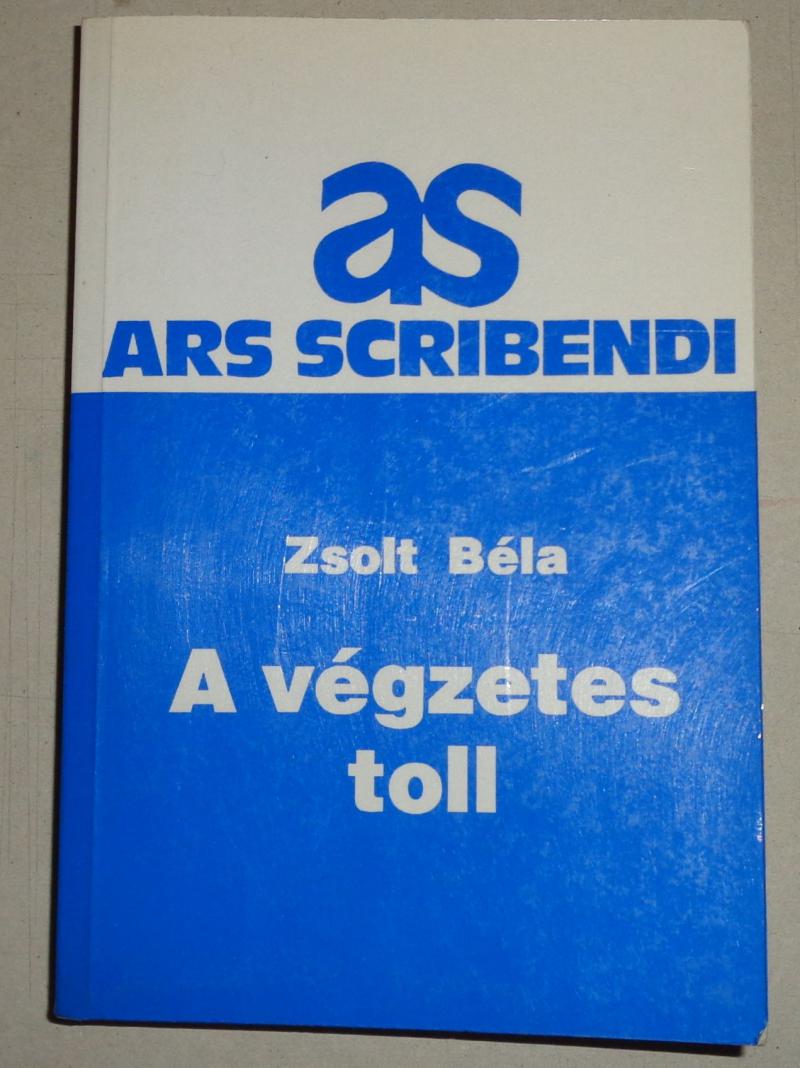 as
ARS SCRIBENDI
Zsolt Béla
A végzetes
toll